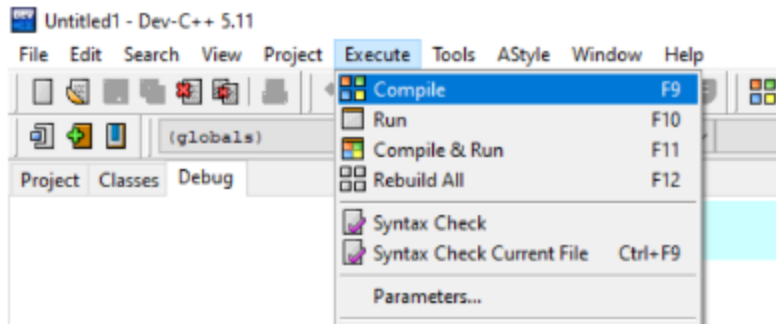 Untitled1 - Dev-C++ 5.11
File Edit Search View Project Execute Tools AStyle Window Help
Compile F9
Run F10
(globals)
Compile & Run F11
Project Classes Debug
Rebuild All F12
Syntax Check
Syntax Check Current File Ctrl+F9
Parameters...